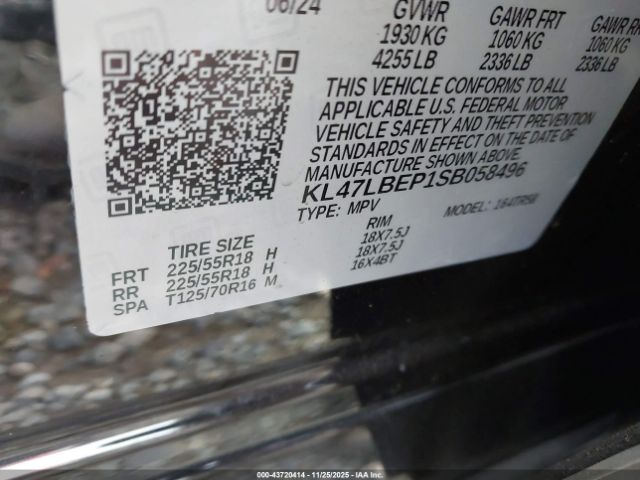 06/24 GVWR GAWR FRT GAWR RR
1930 KG 1060 KG 1060 KG
4255 LB 2336 LB 2336 LB
THIS VEHICLE CONFORMS TO ALL
APPLICABLE U.S. FEDERAL MOTOR
VEHICLE SAFETY AND THEFT PREVENTION
STANDARDS IN EFFECT ON THE DATE OF
MANUFACTURE SHOWN ABOVE.
KL47LBEP1SB058496
TYPE: MPV MODEL:
TIRE SIZE RIM
FRT 225/55R18 H 18X7.5J
RR 225/55R18 H 18X7.5J
SPA T125/70R16 M 16X4BT
000-43720414 | 11/25/2025 - IAAI.COM